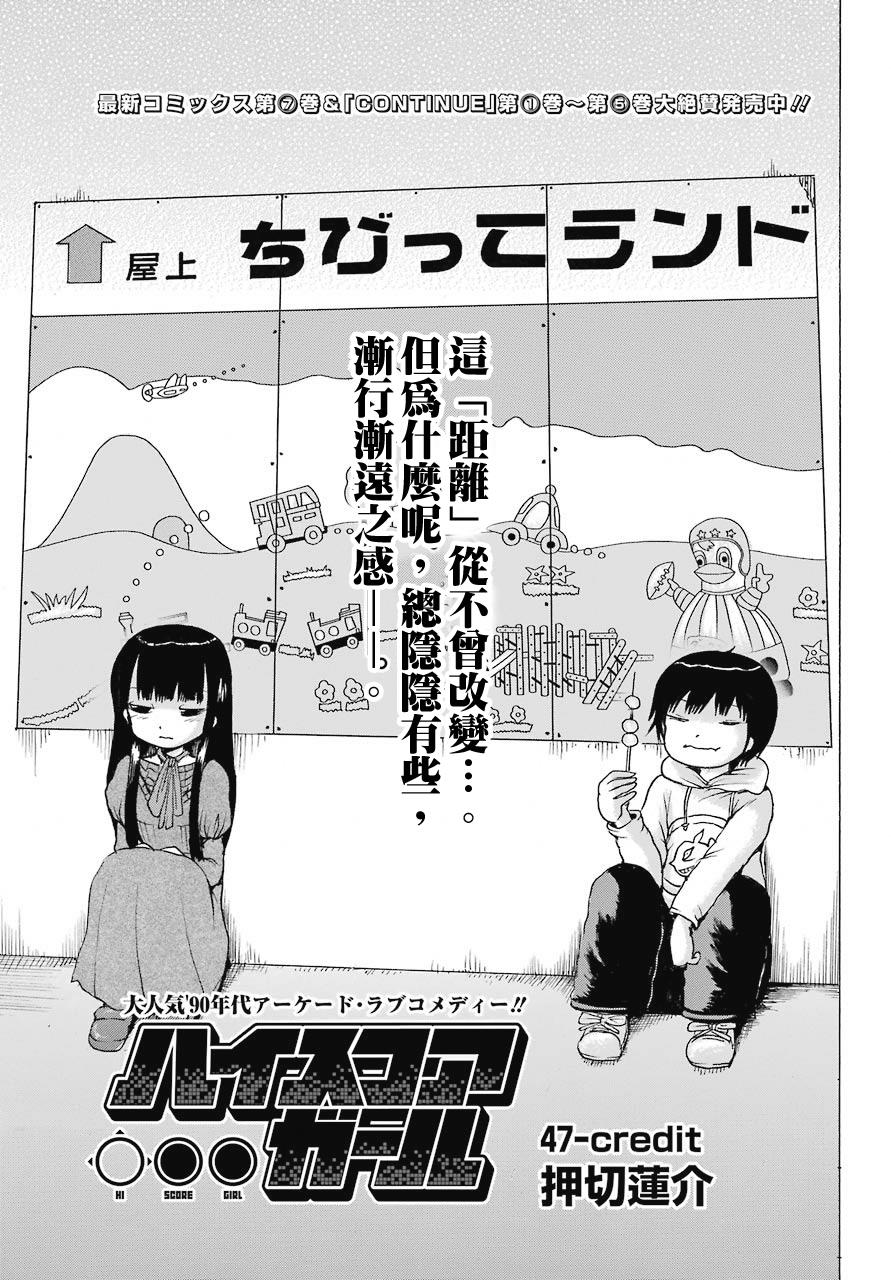 最新コミックス第⑦巻&「CONTINUE」第①巻~第⑤巻大絶賛発売中!!
屋上 ちびっこランド
這「距離」從不曾改變…。
但爲什麼呢,總隱隱有些,
漸行漸遠之感——。
大人気'90年代アーケード・ラブコメディー!!
ハイスコア
ガール
HI SCORE GIRL
47-credit
押切蓮介